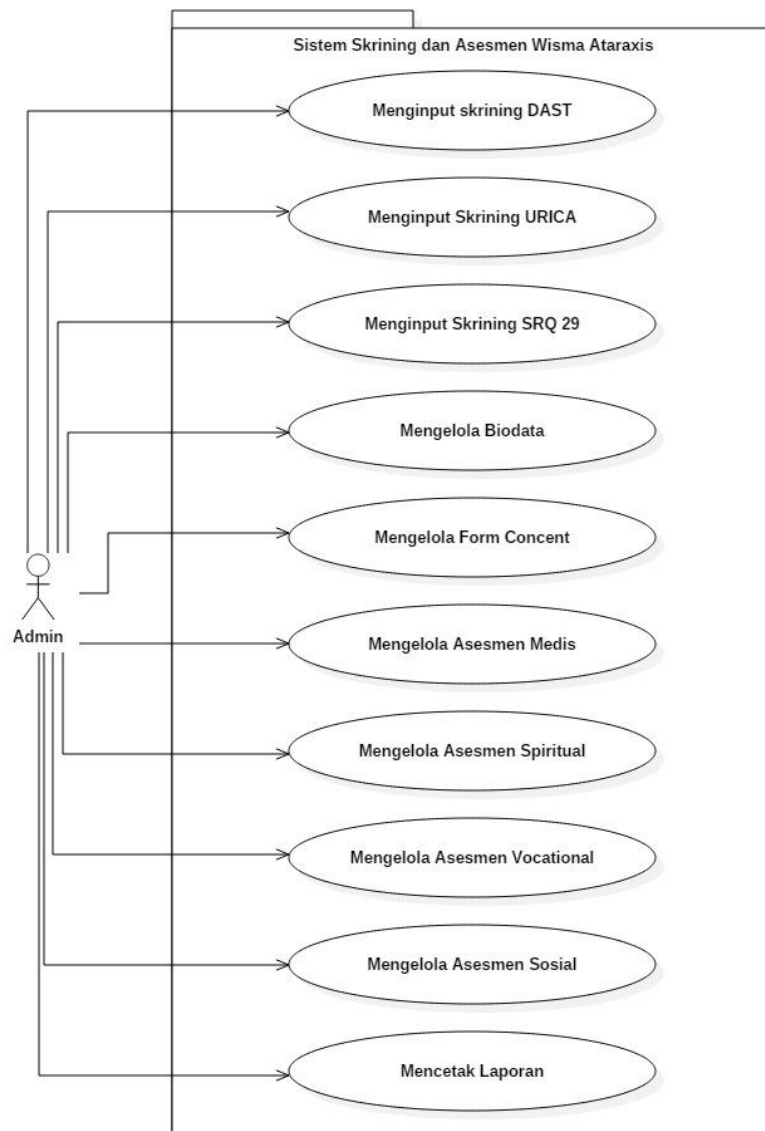 Sistem Skrining dan Asesmen Wisma Ataraxis
Menginput skrining DAST
Menginput Skrining URICA
Menginput Skrining SRQ 29
Mengelola Biodata
Mengelola Form Concent
Admin
Mengelola Asesmen Medis
Mengelola Asesmen Spiritual
Mengelola Asesmen Vocational
Mengelola Asesmen Sosial
Mencetak Laporan